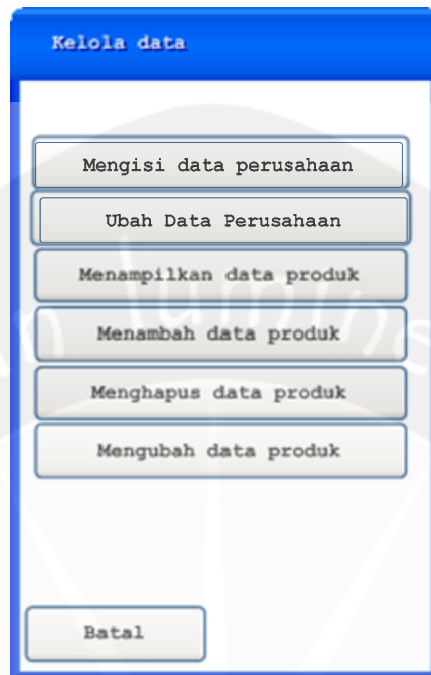 Kelola data
Mengisi data perusahaan
Ubah Data Perusahaan
Menampilkan data produk
Menambah data produk
Menghapus data produk
Mengubah data produk
Batal